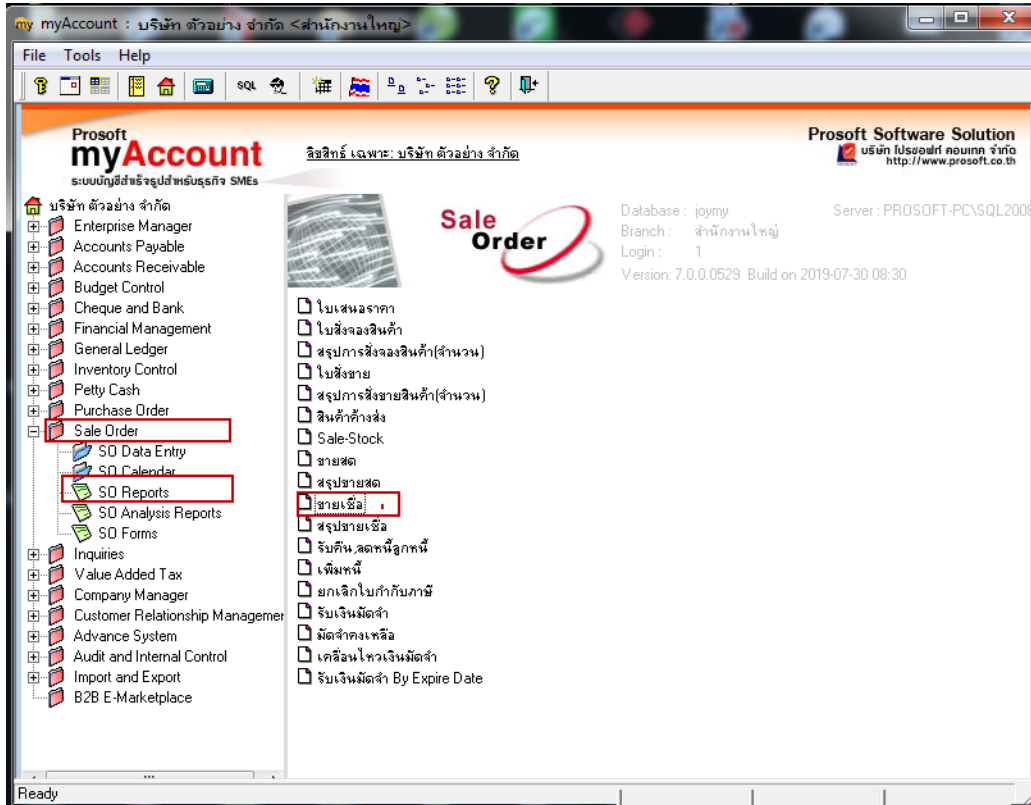 myAccount : บริษัท ตัวอย่าง จำกัด <สำนักงานใหญ่>
File Tools Help
SQL
Prosoft
myAccount
ระบบบัญชีสำเร็จรูปสำหรับธุรกิจ SMEs
ลิขสิทธิ์ เฉพาะ: บริษัท ตัวอย่าง จำกัด
Prosoft Software Solution
บริษัท โปรซอฟท์ คอมเทค จำกัด
http://www.prosoft.co.th
บริษัท ตัวอย่าง จำกัด
Enterprise Manager
Accounts Payable
Accounts Receivable
Budget Control
Cheque and Bank
Financial Management
General Ledger
Inventory Control
Petty Cash
Purchase Order
Sale Order
SO Data Entry
SO Calendar
SO Reports
SO Analysis Reports
SO Forms
Inquiries
Value Added Tax
Company Manager
Customer Relationship Managemer
Advance System
Audit and Internal Control
Import and Export
B2B E-Marketplace
Sale
Order
Database : joymy Server : PROSOFT-PC\SQL2008
Branch : สำนักงานใหญ่
Login : 1
Version: 7.0.0.0529 Build on 2019-07-30 08:30
ใบเสนอราคา
ใบสั่งจองสินค้า
สรุปการสั่งจองสินค้า(จำนวน)
ใบสั่งขาย
สรุปการสั่งขายสินค้า(จำนวน)
สินค้าค้างส่ง
Sale-Stock
ขายสด
สรุปขายสด
ขายเชื่อ
สรุปขายเชื่อ
รับคืน,ลดหนี้ลูกหนี้
เพิ่มหนี้
ยกเลิกใบกำกับภาษี
รับเงินมัดจำ
มัดจำคงเหลือ
เคลื่อนไหวเงินมัดจำ
รับเงินมัดจำ By Expire Date
Ready